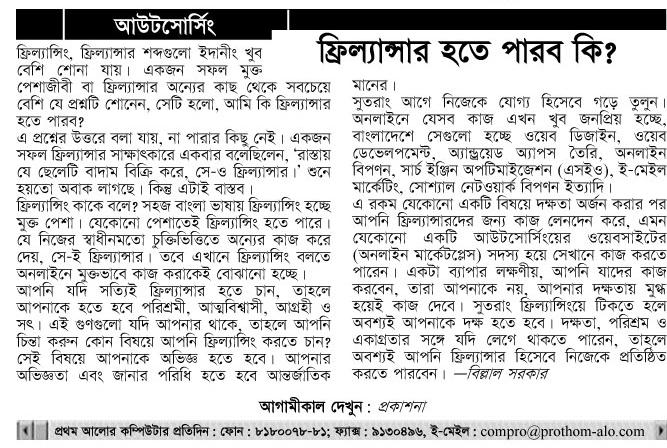 আউটসোর্সিং
ফ্রিল্যান্সার হতে পারব কি?
ফ্রিল্যান্সিং, ফ্রিল্যান্সার শব্দগুলো ইদানীং খুব
বেশি শোনা যায়। একজন সফল মুক্ত
পেশাজীবী বা ফ্রিল্যান্সার অন্যের কাছ থেকে সবচেয়ে
বেশি যে প্রশ্নটি শোনেন, সেটি হলো, আমি কি ফ্রিল্যান্সার
হতে পারব?
এ প্রশ্নের উত্তরে বলা যায়, না পারার কিছু নেই। একজন
সফল ফ্রিল্যান্সার সাক্ষাৎকারে একবার বলেছিলেন, ‘রাস্তায়
যে ছেলেটি বাদাম বিক্রি করে, সে-ও ফ্রিল্যান্সার।’ শুনে
হয়তো অবাক লাগছে। কিন্তু এটাই বাস্তব।
ফ্রিল্যান্সিং কাকে বলে? সহজ বাংলা ভাষায় ফ্রিল্যান্সিং হচ্ছে
মুক্ত পেশা। যেকোনো পেশাতেই ফ্রিল্যান্সিং হতে পারে।
যে নিজের স্বাধীনমতো চুক্তিভিত্তিতে অন্যের কাজ করে
দেয়, সে-ই ফ্রিল্যান্সার। তবে এখানে ফ্রিল্যান্সিং বলতে
অনলাইনে মুক্তভাবে কাজ করাকেই বোঝানো হচ্ছে।
আপনি যদি সত্যিই ফ্রিল্যান্সার হতে চান, তাহলে
আপনাকে হতে হবে পরিশ্রমী, আত্মবিশ্বাসী, আগ্রহী ও
সৎ। এই গুণগুলো যদি আপনার থাকে, তাহলে আপনি
চিন্তা করুন কোন বিষয়ে আপনি ফ্রিল্যান্সিং করতে চান?
সেই বিষয়ে আপনাকে অভিজ্ঞ হতে হবে। আপনার
অভিজ্ঞতা এবং জানার পরিধি হতে হবে আন্তর্জাতিক
মানের।
সুতরাং আগে নিজেকে যোগ্য হিসেবে গড়ে তুলুন।
অনলাইনে যেসব কাজ এখন খুব জনপ্রিয় হচ্ছে,
বাংলাদেশে সেগুলো হচ্ছে ওয়েব ডিজাইন, ওয়েব
ডেভেলপমেন্ট, অ্যান্ড্রয়েড অ্যাপস তৈরি, অনলাইন
বিপণন, সার্চ ইঞ্জিন অপটিমাইজেশন (এসইও), ই-মেইল
মার্কেটিং, সোশ্যাল নেটওয়ার্ক বিপণন ইত্যাদি।
এ রকম যেকোনো একটি বিষয়ে দক্ষতা অর্জন করার পর
আপনি ফ্রিল্যান্সারদের জন্য কাজ লেনদেন করে, এমন
যেকোনো একটি আউটসোর্সিংয়ের ওয়েবসাইটের
(অনলাইন মার্কেটপ্লেস) সদস্য হয়ে সেখানে কাজ করতে
পারেন। একটা ব্যাপার লক্ষণীয়, আপনি যাদের কাজ
করবেন, তারা আপনাকে নয়, আপনার দক্ষতায় মুগ্ধ
হয়েই কাজ দেবে। সুতরাং ফ্রিল্যান্সিংয়ে টিকতে হলে
অবশ্যই আপনাকে দক্ষ হতে হবে। দক্ষতা, পরিশ্রম ও
একাগ্রতার সঙ্গে যদি লেগে থাকতে পারেন, তাহলে
অবশ্যই আপনি ফ্রিল্যান্সার হিসেবে নিজেকে প্রতিষ্ঠিত
করতে পারবেন। —বিল্লাল সরকার
আগামীকাল দেখুন : প্রকাশনা
প্রথম আলোর কম্পিউটার প্রতিদিন : ফোন : ৮১৮০০৭৮-৮১; ফ্যাক্স : ৯১৩০৪৯৬, ই-মেইল : compro@prothom-alo.com